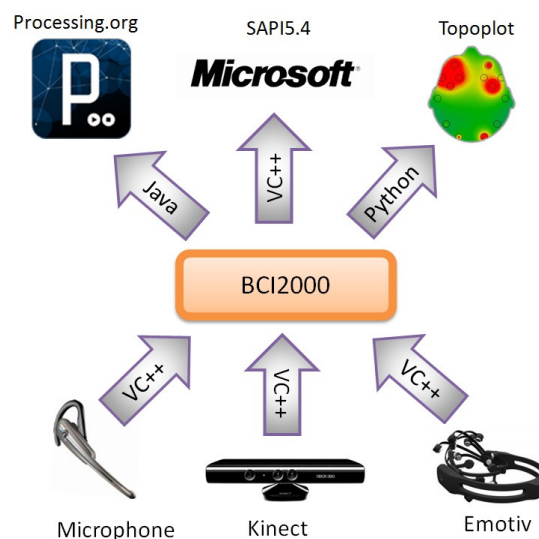 Processing.org
SAPI5.4
Topoplot
P
Microsoft
Java
VC++
Python
BCI2000
VC++
VC++
VC++
Microphone
Kinect
Emotiv